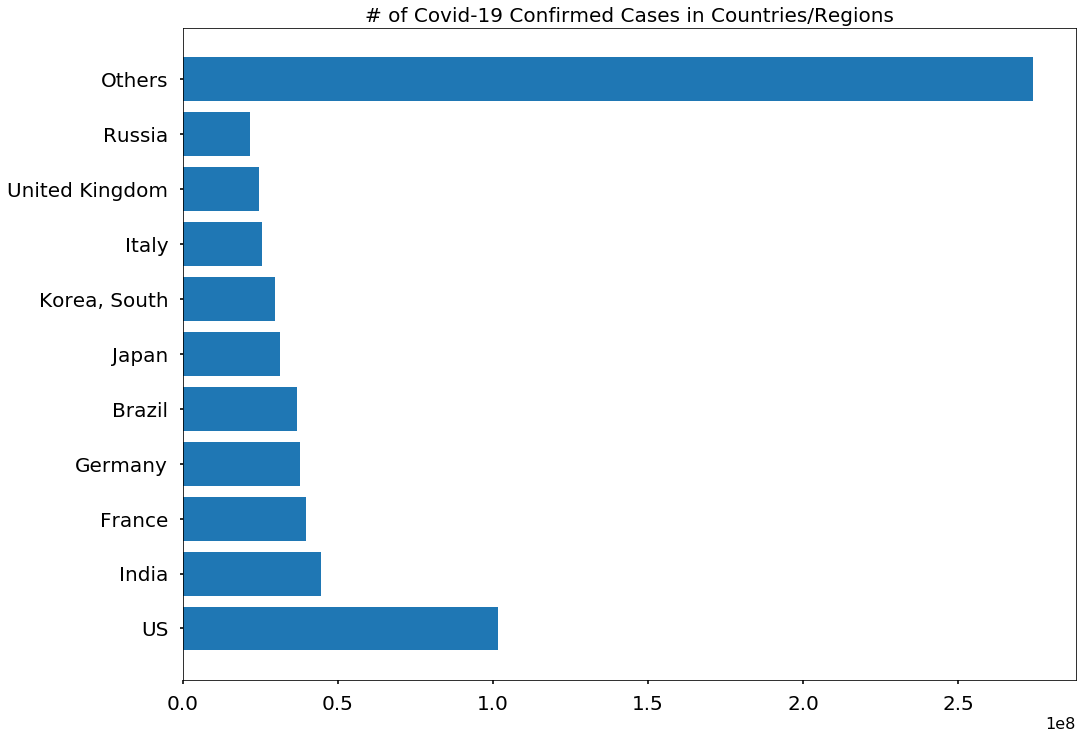 # of Covid-19 Confirmed Cases in Countries/Regions
Others
Russia
United Kingdom
Italy
Korea, South
Japan
Brazil
Germany
France
India
US
0.0 0.5 1.0 1.5 2.0 2.5
1e8